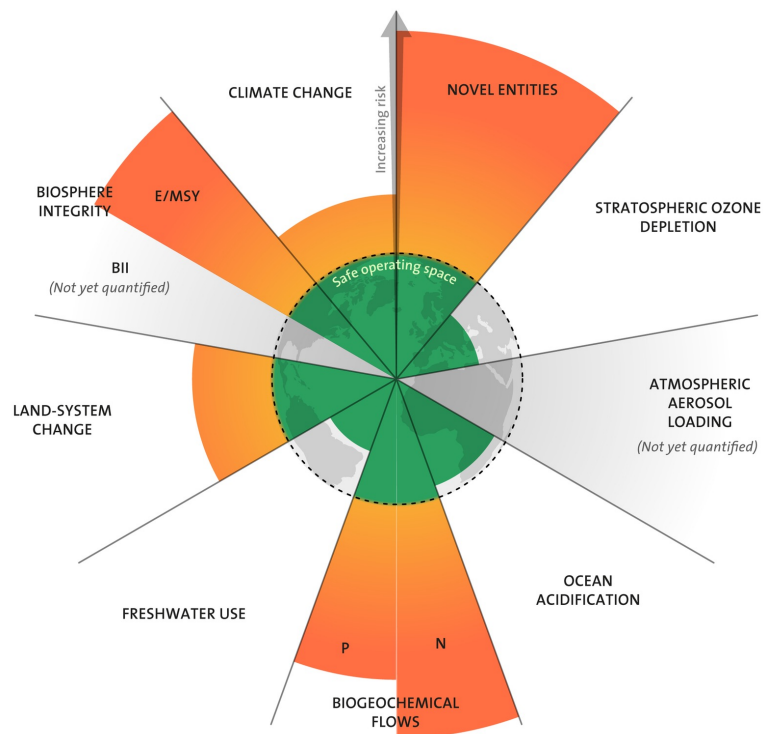 CLIMATE CHANGE
Increasing risk
NOVEL ENTITIES
BIOSPHERE
INTEGRITY
E/MSY
STRATOSPHERIC OZONE
DEPLETION
BII
(Not yet quantified)
Safe operating space
LAND-SYSTEM
CHANGE
ATMOSPHERIC
AEROSOL
LOADING
(Not yet quantified)
FRESHWATER USE
OCEAN
ACIDIFICATION
P
N
BIOGEOCHEMICAL
FLOWS